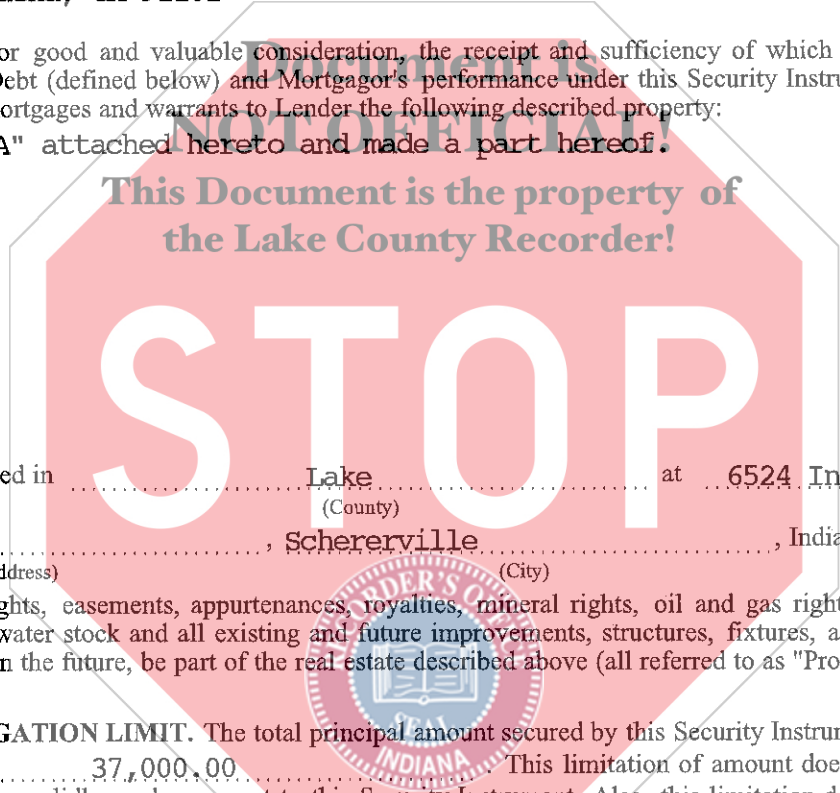 or good and valuable consideration, the receipt and sufficiency of which
Debt (defined below) and Mortgagor's performance under this Security Instru
ortgages and warrants to Lender the following described property:
A" attached hereto and made a part hereof.
Document is
NOT OFFICIAL!
This Document is the property of
the Lake County Recorder!
STOP
ed in Lake at 6524 In
(County)
, Schererville , India
ddress) (City)
ghts, easements, appurtenances, royalties, mineral rights, oil and gas right
water stock and all existing and future improvements, structures, fixtures, a
n the future, be part of the real estate described above (all referred to as "Pro
RECORDER'S OFFICE
SEAL
INDIANA
GATION LIMIT. The total principal amount secured by this Security Instrum
37,000.00 This limitation of amount doe